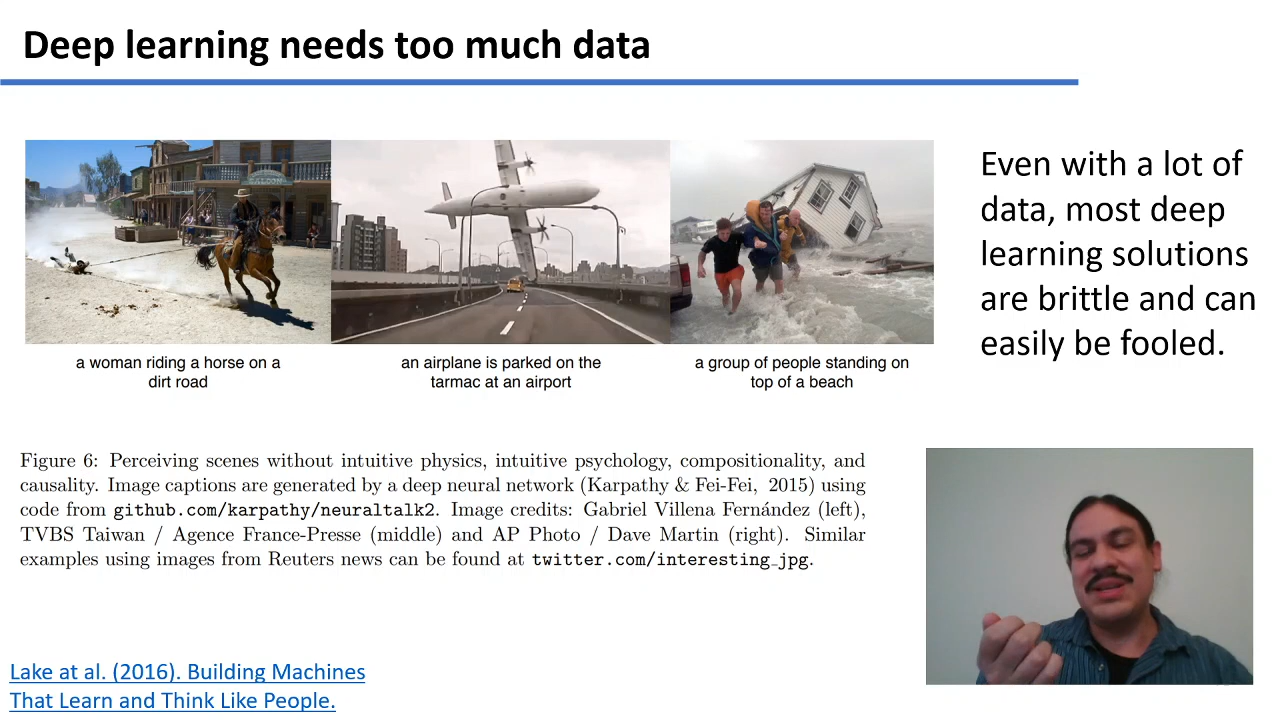 Deep learning needs too much data
SALOON
Even with a lot of
data, most deep
learning solutions
are brittle and can
easily be fooled.
a woman riding a horse on a
dirt road
an airplane is parked on the
tarmac at an airport
a group of people standing on
top of a beach
Figure 6: Perceiving scenes without intuitive physics, intuitive psychology, compositionality, and
causality. Image captions are generated by a deep neural network (Karpathy & Fei-Fei, 2015) using
code from github.com/karpathy/neuraltalk2. Image credits: Gabriel Villena Fernández (left),
TVBS Taiwan / Agence France-Presse (middle) and AP Photo / Dave Martin (right). Similar
examples using images from Reuters news can be found at twitter.com/interesting_jpg.
Lake at al. (2016). Building Machines
That Learn and Think Like People.